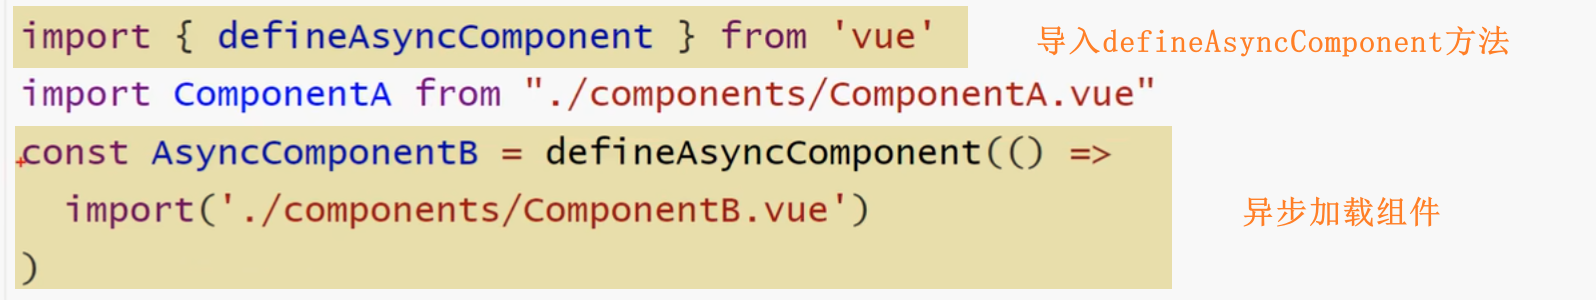 import { defineAsyncComponent } from 'vue'
导入defineAsyncComponent方法
import ComponentA from "./components/ComponentA.vue"
const AsyncComponentB = defineAsyncComponent(() =>
import('./components/ComponentB.vue')
异步加载组件
)